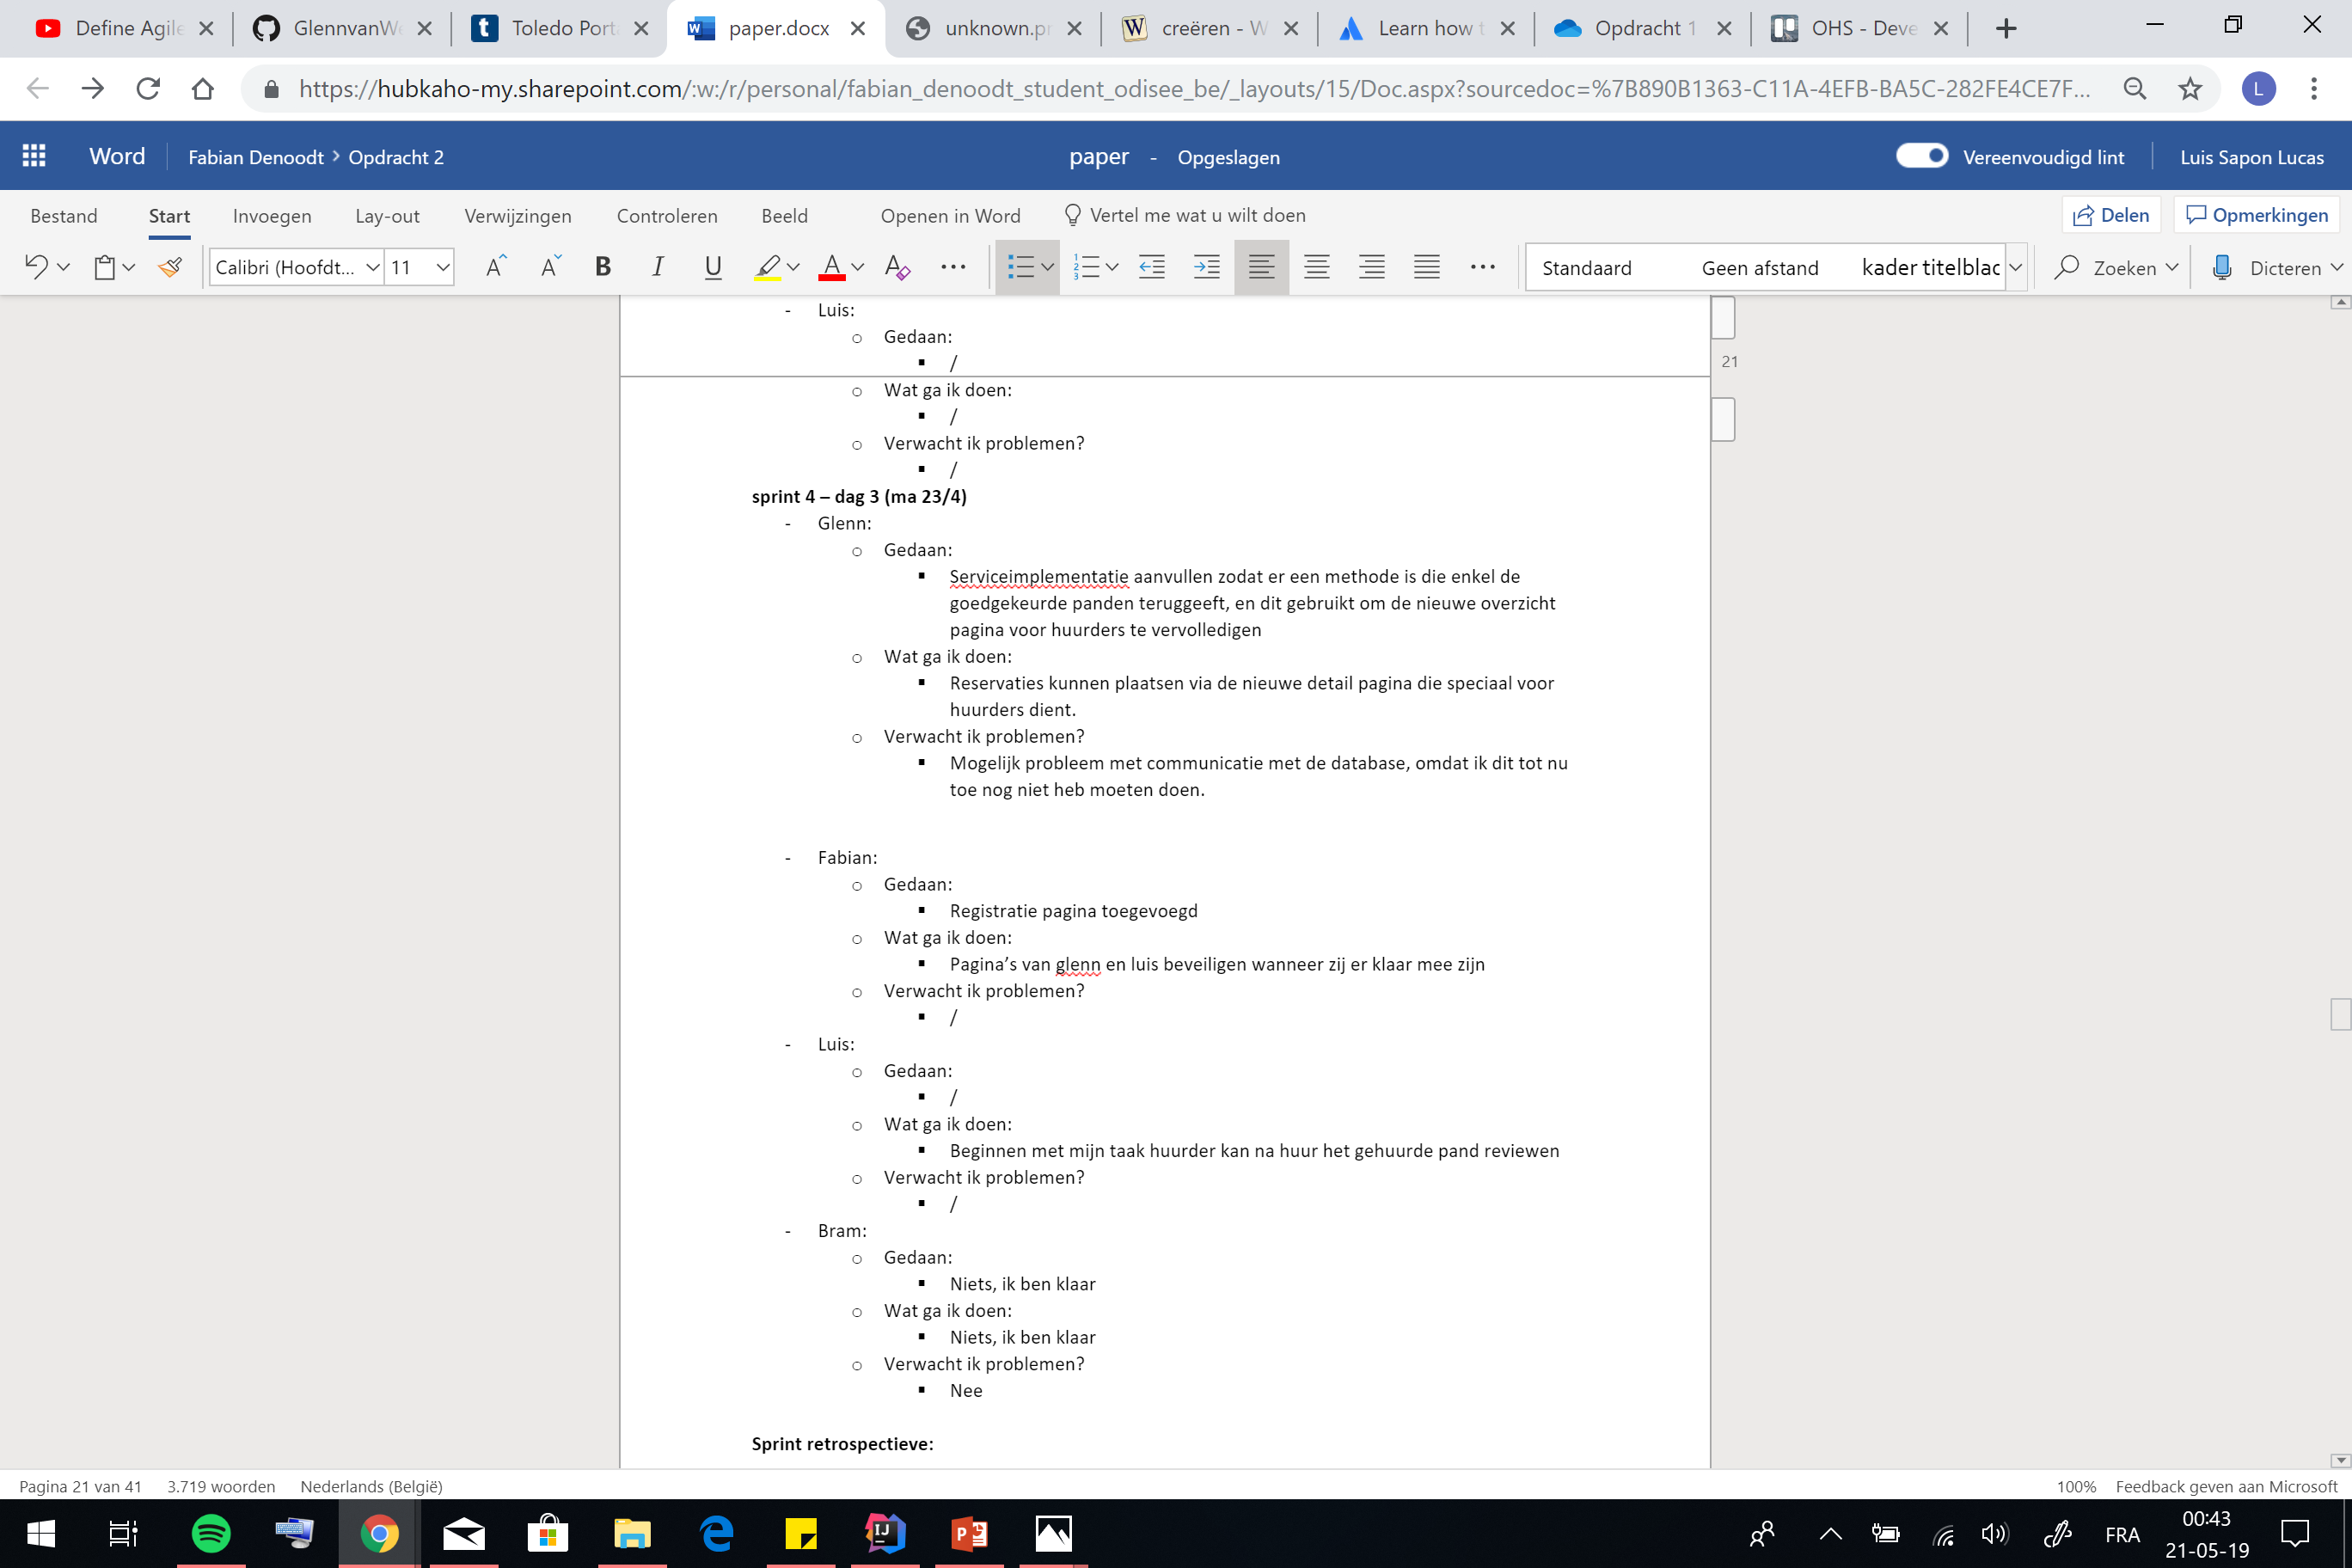 Define Agile
GlennvanWe
Toledo Porta
paper.docx
unknown.pr
creëren - W
Learn how t
Opdracht 1
OHS - Deve
https://hubkaho-my.sharepoint.com/:w:/r/personal/fabian_denoodt_student_odisee_be/_layouts/15/Doc.aspx?sourcedoc=%7B890B1363-C11A-4EFB-BA5C-282FE4CE7F...
L
Word
Fabian Denoodt > Opdracht 2
paper - Opgeslagen
Vereenvoudigd lint
Luis Sapon Lucas
Bestand
Start
Invoegen
Lay-out
Verwijzingen
Controleren
Beeld
Openen in Word
Vertel me wat u wilt doen
Delen
Opmerkingen
Calibri (Hoofdt...
11
Standaard
Geen afstand
kader titelblac
Zoeken
Dicteren
- Luis:
o Gedaan:
▪ /
21
o Wat ga ik doen:
▪ /
o Verwacht ik problemen?
▪ /
sprint 4 – dag 3 (ma 23/4)
- Glenn:
o Gedaan:
▪ Serviceimplementatie aanvullen zodat er een methode is die enkel de
goedgekeurde panden teruggeeft, en dit gebruikt om de nieuwe overzicht
pagina voor huurders te vervolledigen
o Wat ga ik doen:
▪ Reservaties kunnen plaatsen via de nieuwe detail pagina die speciaal voor
huurders dient.
o Verwacht ik problemen?
▪ Mogelijk probleem met communicatie met de database, omdat ik dit tot nu
toe nog niet heb moeten doen.
- Fabian:
o Gedaan:
▪ Registratie pagina toegevoegd
o Wat ga ik doen:
▪ Pagina’s van glenn en luis beveiligen wanneer zij er klaar mee zijn
o Verwacht ik problemen?
▪ /
- Luis:
o Gedaan:
▪ /
o Wat ga ik doen:
▪ Beginnen met mijn taak huurder kan na huur het gehuurde pand reviewen
o Verwacht ik problemen?
▪ /
- Bram:
o Gedaan:
▪ Niets, ik ben klaar
o Wat ga ik doen:
▪ Niets, ik ben klaar
o Verwacht ik problemen?
▪ Nee
Sprint retrospectieve:
Pagina 21 van 41
3.719 woorden
Nederlands (België)
100%
Feedback geven aan Microsoft
FRA
00:43
21-05-19